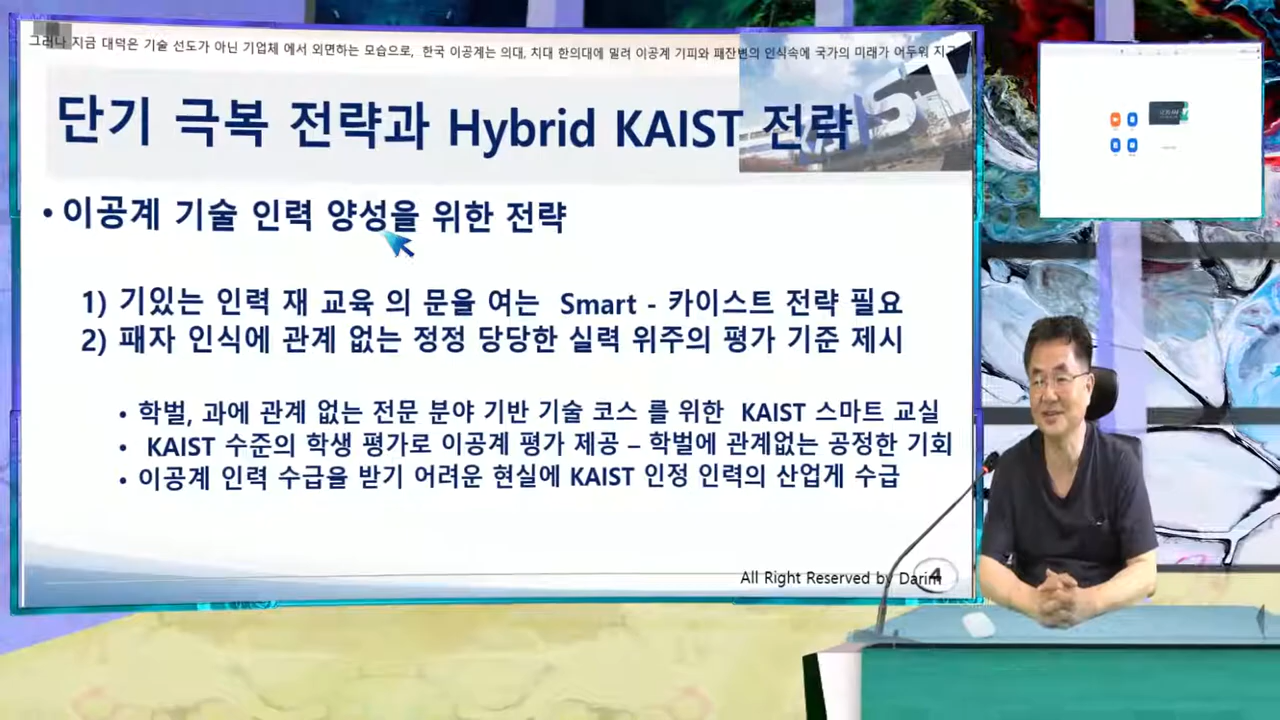 그러나 지금 대덕은 기술 선도가 아닌 기업체 에서 외면하는 모습으로, 한국 이공계는 의대, 치대 한의대에 밀려 이공계 기피와 패잔변의 인식속에 국가의 미래가 어두워
단기 극복 전략과 Hybrid KAIST 전략
• 이공계 기술 인력 양성을 위한 전략
1) 기있는 인력 재 교육 의 문을 여는 Smart - 카이스트 전략 필요
2) 패자 인식에 관계 없는 정정 당당한 실력 위주의 평가 기준 제시
• 학벌, 과에 관계 없는 전문 분야 기반 기술 코스 를 위한 KAIST 스마트 교실
• KAIST 수준의 학생 평가로 이공계 평가 제공 – 학벌에 관계없는 공정한 기회
• 이공계 인력 수급을 받기 어려운 현실에 KAIST 인정 인력의 산업게 수급
All Right Reserved by Darim
4